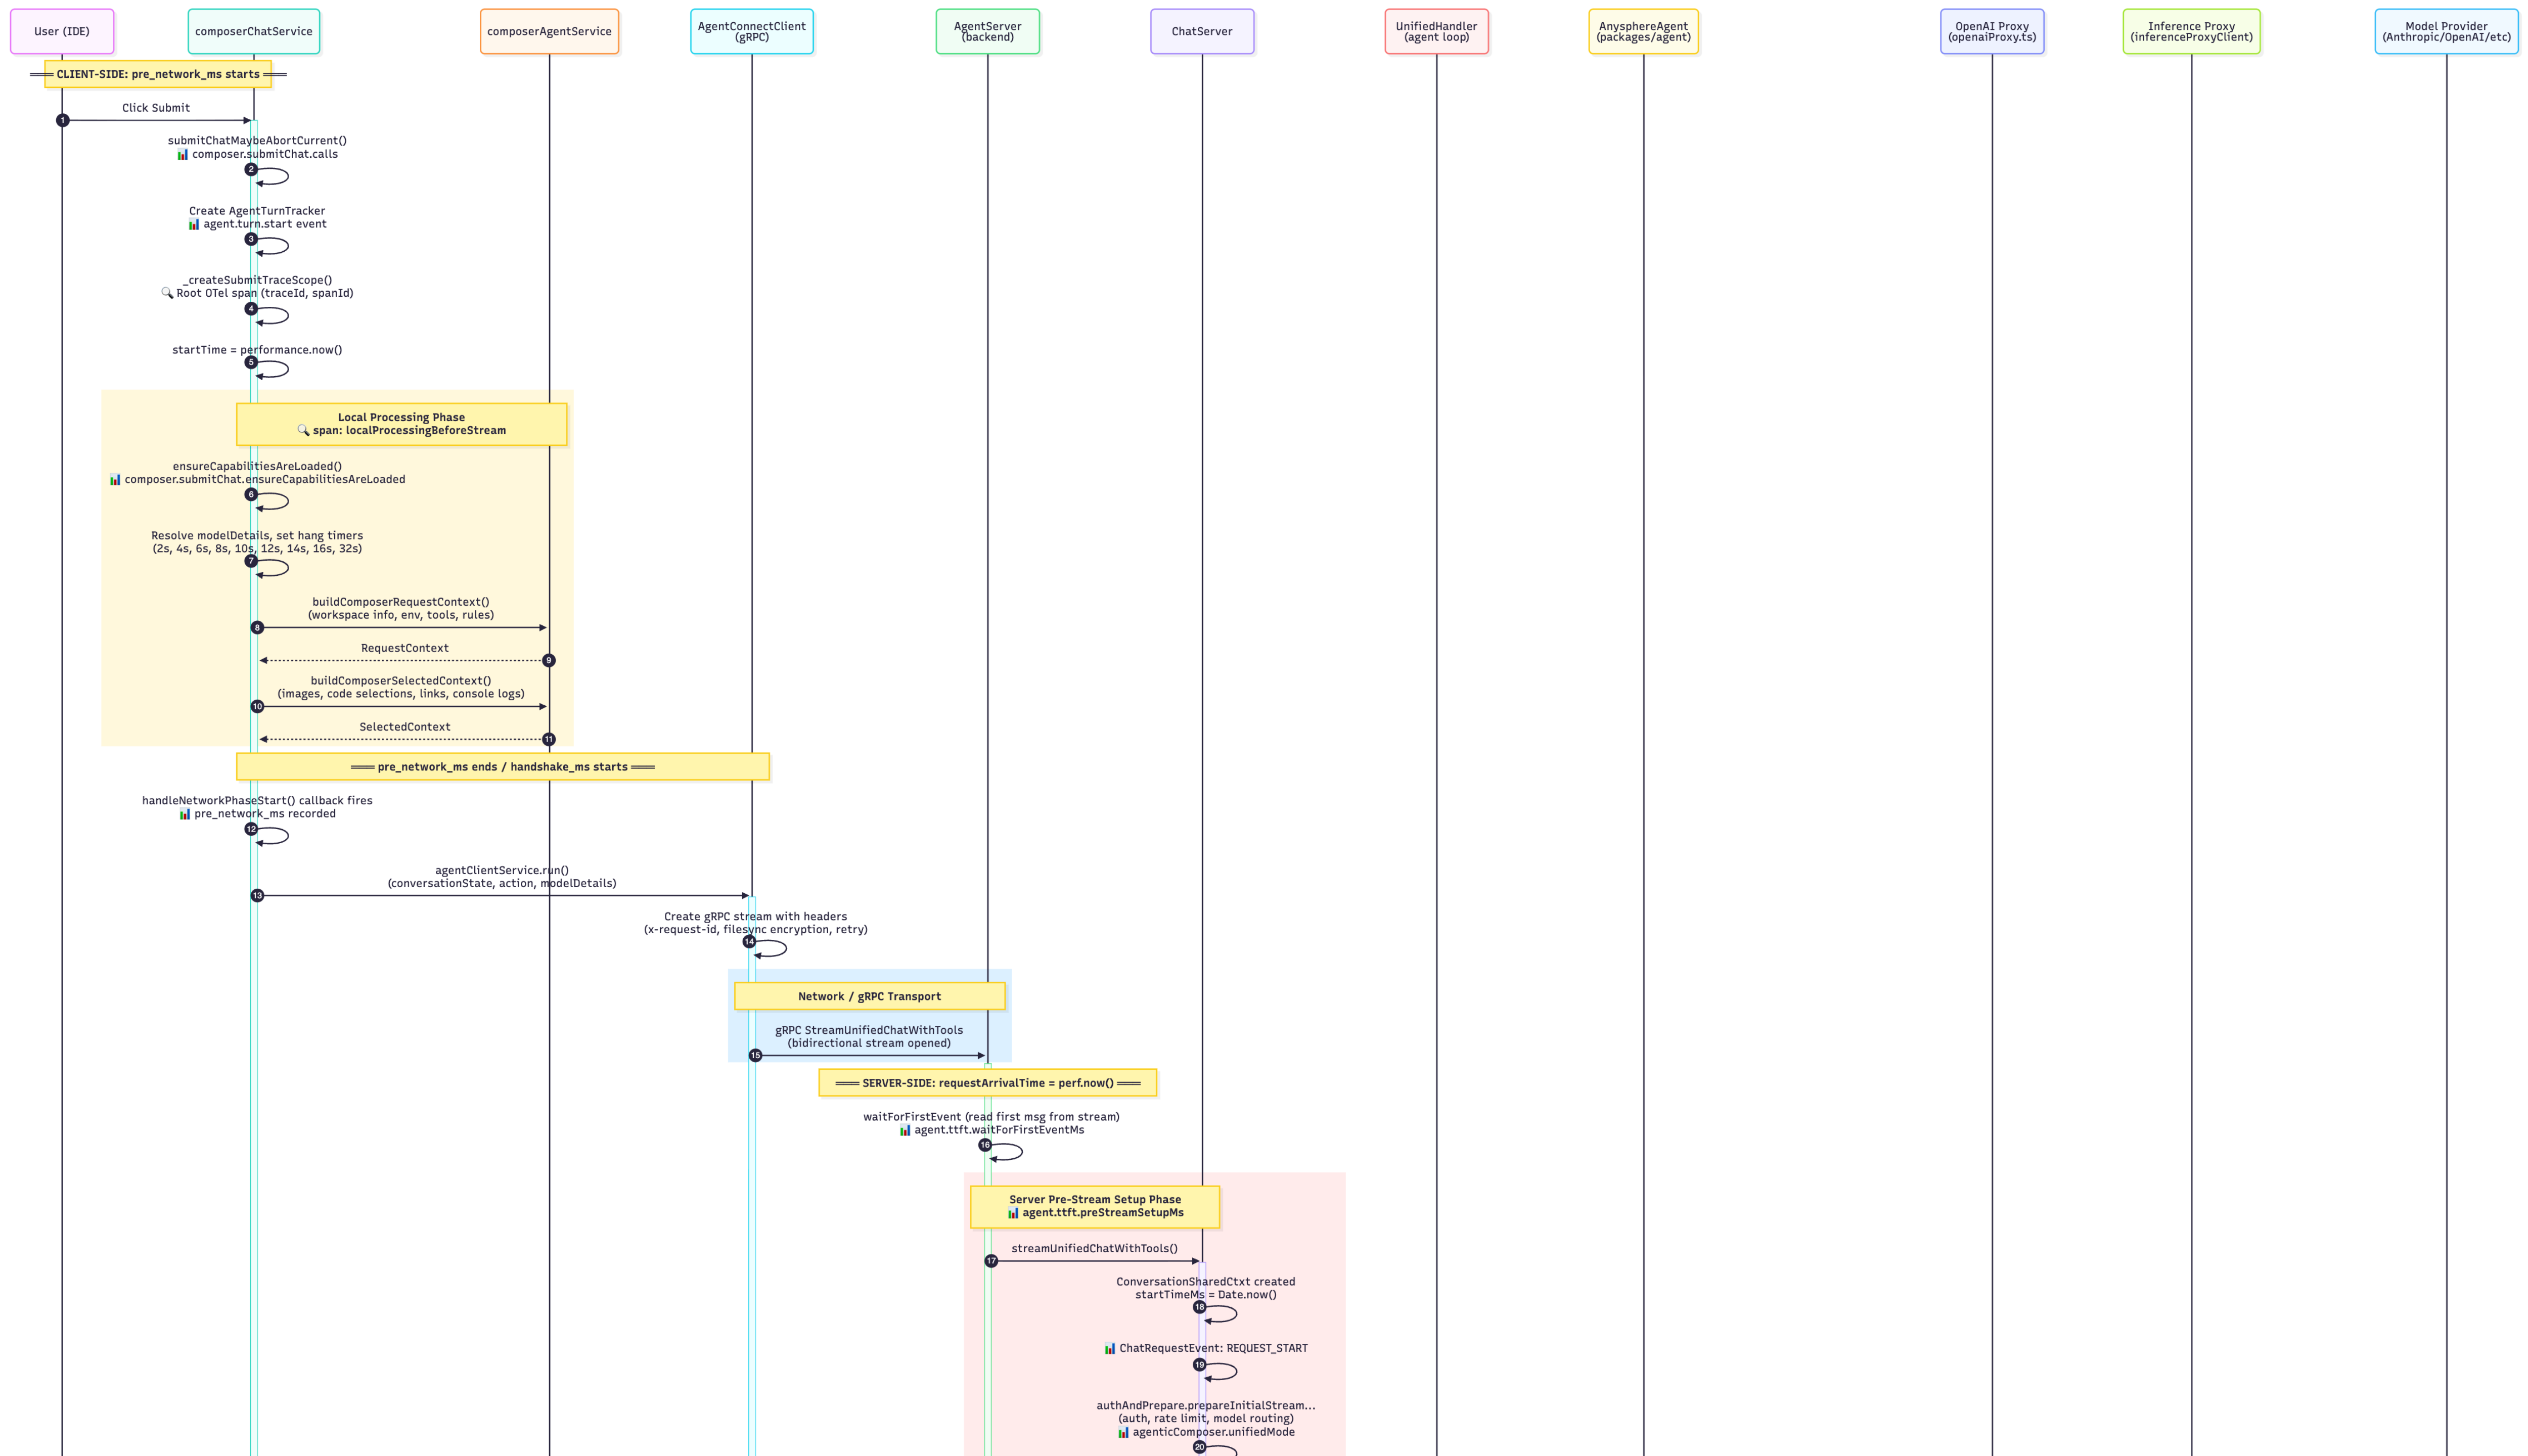 User (IDE)
composerChatService
composerAgentService
AgentConnectClient
(gRPC)
AgentServer
(backend)
ChatServer
UnifiedHandler
(agent loop)
AnysphereAgent
(packages/agent)
OpenAI Proxy
(openaiProxy.ts)
Inference Proxy
(inferenceProxyClient)
Model Provider
(Anthropic/OpenAI/etc)
═══ CLIENT-SIDE: pre_network_ms starts ═══
Click Submit
1
submitChatMaybeAbortCurrent()
📊 composer.submitChat.calls
2
Create AgentTurnTracker
📊 agent.turn.start event
3
_createSubmitTraceScope()
🔍 Root OTel span (traceId, spanId)
4
startTime = performance.now()
5
Local Processing Phase
🔍 span: localProcessingBeforeStream
ensureCapabilitiesAreLoaded()
📊 composer.submitChat.ensureCapabilitiesAreLoaded
6
Resolve modelDetails, set hang timers
(2s, 4s, 6s, 8s, 10s, 12s, 14s, 16s, 32s)
7
buildComposerRequestContext()
(workspace info, env, tools, rules)
8
RequestContext
9
buildComposerSelectedContext()
(images, code selections, links, console logs)
10
SelectedContext
11
═══ pre_network_ms ends / handshake_ms starts ═══
handleNetworkPhaseStart() callback fires
📊 pre_network_ms recorded
12
agentClientService.run()
(conversationState, action, modelDetails)
13
Create gRPC stream with headers
(x-request-id, filesync encryption, retry)
14
Network / gRPC Transport
gRPC StreamUnifiedChatWithTools
(bidirectional stream opened)
15
═══ SERVER-SIDE: requestArrivalTime = perf.now() ═══
waitForFirstEvent (read first msg from stream)
📊 agent.ttft.waitForFirstEventMs
16
Server Pre-Stream Setup Phase
📊 agent.ttft.preStreamSetupMs
streamUnifiedChatWithTools()
17
ConversationSharedCtxt created
startTimeMs = Date.now()
18
📊 ChatRequestEvent: REQUEST_START
19
authAndPrepare.prepareInitialStream...
(auth, rate limit, model routing)
📊 agenticComposer.unifiedMode
20